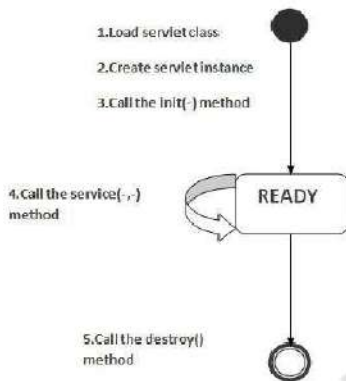 1.Load servlet class
2.Create servlet instance
3.Call the init(-) method
4.Call the service(-,-)
method
READY
5.Call the destroy()
method